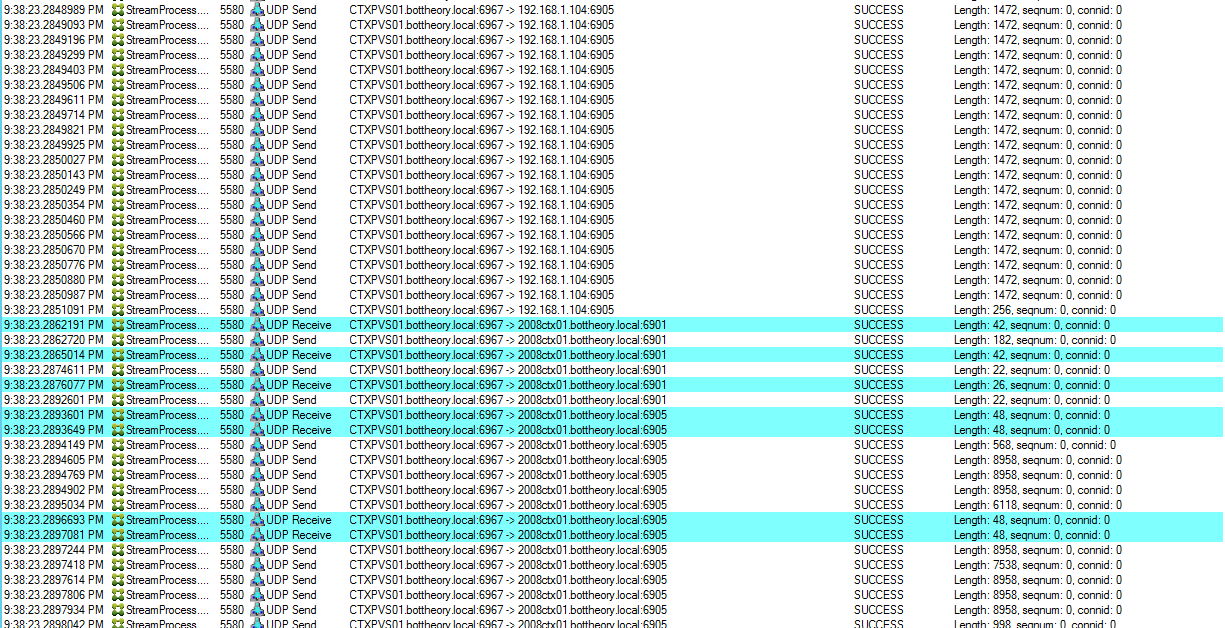 9:38:23.2848989 PM StreamProcess.... 5580 UDP Send CTXPVS01.bottheory.local:6967 -> 192.168.1.104:6905 SUCCESS Length: 1472, seqnum: 0, connid: 0
9:38:23.2849093 PM StreamProcess.... 5580 UDP Send CTXPVS01.bottheory.local:6967 -> 192.168.1.104:6905 SUCCESS Length: 1472, seqnum: 0, connid: 0
9:38:23.2849196 PM StreamProcess.... 5580 UDP Send CTXPVS01.bottheory.local:6967 -> 192.168.1.104:6905 SUCCESS Length: 1472, seqnum: 0, connid: 0
9:38:23.2849299 PM StreamProcess.... 5580 UDP Send CTXPVS01.bottheory.local:6967 -> 192.168.1.104:6905 SUCCESS Length: 1472, seqnum: 0, connid: 0
9:38:23.2849403 PM StreamProcess.... 5580 UDP Send CTXPVS01.bottheory.local:6967 -> 192.168.1.104:6905 SUCCESS Length: 1472, seqnum: 0, connid: 0
9:38:23.2849506 PM StreamProcess.... 5580 UDP Send CTXPVS01.bottheory.local:6967 -> 192.168.1.104:6905 SUCCESS Length: 1472, seqnum: 0, connid: 0
9:38:23.2849611 PM StreamProcess.... 5580 UDP Send CTXPVS01.bottheory.local:6967 -> 192.168.1.104:6905 SUCCESS Length: 1472, seqnum: 0, connid: 0
9:38:23.2849714 PM StreamProcess.... 5580 UDP Send CTXPVS01.bottheory.local:6967 -> 192.168.1.104:6905 SUCCESS Length: 1472, seqnum: 0, connid: 0
9:38:23.2849821 PM StreamProcess.... 5580 UDP Send CTXPVS01.bottheory.local:6967 -> 192.168.1.104:6905 SUCCESS Length: 1472, seqnum: 0, connid: 0
9:38:23.2849925 PM StreamProcess.... 5580 UDP Send CTXPVS01.bottheory.local:6967 -> 192.168.1.104:6905 SUCCESS Length: 1472, seqnum: 0, connid: 0
9:38:23.2850027 PM StreamProcess.... 5580 UDP Send CTXPVS01.bottheory.local:6967 -> 192.168.1.104:6905 SUCCESS Length: 1472, seqnum: 0, connid: 0
9:38:23.2850143 PM StreamProcess.... 5580 UDP Send CTXPVS01.bottheory.local:6967 -> 192.168.1.104:6905 SUCCESS Length: 1472, seqnum: 0, connid: 0
9:38:23.2850249 PM StreamProcess.... 5580 UDP Send CTXPVS01.bottheory.local:6967 -> 192.168.1.104:6905 SUCCESS Length: 1472, seqnum: 0, connid: 0
9:38:23.2850354 PM StreamProcess.... 5580 UDP Send CTXPVS01.bottheory.local:6967 -> 192.168.1.104:6905 SUCCESS Length: 1472, seqnum: 0, connid: 0
9:38:23.2850460 PM StreamProcess.... 5580 UDP Send CTXPVS01.bottheory.local:6967 -> 192.168.1.104:6905 SUCCESS Length: 1472, seqnum: 0, connid: 0
9:38:23.2850566 PM StreamProcess.... 5580 UDP Send CTXPVS01.bottheory.local:6967 -> 192.168.1.104:6905 SUCCESS Length: 1472, seqnum: 0, connid: 0
9:38:23.2850670 PM StreamProcess.... 5580 UDP Send CTXPVS01.bottheory.local:6967 -> 192.168.1.104:6905 SUCCESS Length: 1472, seqnum: 0, connid: 0
9:38:23.2850776 PM StreamProcess.... 5580 UDP Send CTXPVS01.bottheory.local:6967 -> 192.168.1.104:6905 SUCCESS Length: 1472, seqnum: 0, connid: 0
9:38:23.2850880 PM StreamProcess.... 5580 UDP Send CTXPVS01.bottheory.local:6967 -> 192.168.1.104:6905 SUCCESS Length: 1472, seqnum: 0, connid: 0
9:38:23.2850987 PM StreamProcess.... 5580 UDP Send CTXPVS01.bottheory.local:6967 -> 192.168.1.104:6905 SUCCESS Length: 1472, seqnum: 0, connid: 0
9:38:23.2851091 PM StreamProcess.... 5580 UDP Send CTXPVS01.bottheory.local:6967 -> 192.168.1.104:6905 SUCCESS Length: 256, seqnum: 0, connid: 0
9:38:23.2862191 PM StreamProcess.... 5580 UDP Receive CTXPVS01.bottheory.local:6967 -> 2008ctx01.bottheory.local:6901 SUCCESS Length: 42, seqnum: 0, connid: 0
9:38:23.2862720 PM StreamProcess.... 5580 UDP Send CTXPVS01.bottheory.local:6967 -> 2008ctx01.bottheory.local:6901 SUCCESS Length: 182, seqnum: 0, connid: 0
9:38:23.2865014 PM StreamProcess.... 5580 UDP Receive CTXPVS01.bottheory.local:6967 -> 2008ctx01.bottheory.local:6901 SUCCESS Length: 42, seqnum: 0, connid: 0
9:38:23.2874611 PM StreamProcess.... 5580 UDP Send CTXPVS01.bottheory.local:6967 -> 2008ctx01.bottheory.local:6901 SUCCESS Length: 22, seqnum: 0, connid: 0
9:38:23.2876077 PM StreamProcess.... 5580 UDP Receive CTXPVS01.bottheory.local:6967 -> 2008ctx01.bottheory.local:6901 SUCCESS Length: 26, seqnum: 0, connid: 0
9:38:23.2892601 PM StreamProcess.... 5580 UDP Send CTXPVS01.bottheory.local:6967 -> 2008ctx01.bottheory.local:6901 SUCCESS Length: 22, seqnum: 0, connid: 0
9:38:23.2893601 PM StreamProcess.... 5580 UDP Receive CTXPVS01.bottheory.local:6967 -> 2008ctx01.bottheory.local:6905 SUCCESS Length: 48, seqnum: 0, connid: 0
9:38:23.2893649 PM StreamProcess.... 5580 UDP Receive CTXPVS01.bottheory.local:6967 -> 2008ctx01.bottheory.local:6905 SUCCESS Length: 48, seqnum: 0, connid: 0
9:38:23.2894149 PM StreamProcess.... 5580 UDP Send CTXPVS01.bottheory.local:6967 -> 2008ctx01.bottheory.local:6905 SUCCESS Length: 568, seqnum: 0, connid: 0
9:38:23.2894605 PM StreamProcess.... 5580 UDP Send CTXPVS01.bottheory.local:6967 -> 2008ctx01.bottheory.local:6905 SUCCESS Length: 8958, seqnum: 0, connid: 0
9:38:23.2894769 PM StreamProcess.... 5580 UDP Send CTXPVS01.bottheory.local:6967 -> 2008ctx01.bottheory.local:6905 SUCCESS Length: 8958, seqnum: 0, connid: 0
9:38:23.2894902 PM StreamProcess.... 5580 UDP Send CTXPVS01.bottheory.local:6967 -> 2008ctx01.bottheory.local:6905 SUCCESS Length: 8958, seqnum: 0, connid: 0
9:38:23.2895034 PM StreamProcess.... 5580 UDP Send CTXPVS01.bottheory.local:6967 -> 2008ctx01.bottheory.local:6905 SUCCESS Length: 6118, seqnum: 0, connid: 0
9:38:23.2896693 PM StreamProcess.... 5580 UDP Receive CTXPVS01.bottheory.local:6967 -> 2008ctx01.bottheory.local:6905 SUCCESS Length: 48, seqnum: 0, connid: 0
9:38:23.2897081 PM StreamProcess.... 5580 UDP Receive CTXPVS01.bottheory.local:6967 -> 2008ctx01.bottheory.local:6905 SUCCESS Length: 48, seqnum: 0, connid: 0
9:38:23.2897244 PM StreamProcess.... 5580 UDP Send CTXPVS01.bottheory.local:6967 -> 2008ctx01.bottheory.local:6905 SUCCESS Length: 8958, seqnum: 0, connid: 0
9:38:23.2897418 PM StreamProcess.... 5580 UDP Send CTXPVS01.bottheory.local:6967 -> 2008ctx01.bottheory.local:6905 SUCCESS Length: 7538, seqnum: 0, connid: 0
9:38:23.2897614 PM StreamProcess.... 5580 UDP Send CTXPVS01.bottheory.local:6967 -> 2008ctx01.bottheory.local:6905 SUCCESS Length: 8958, seqnum: 0, connid: 0
9:38:23.2897806 PM StreamProcess.... 5580 UDP Send CTXPVS01.bottheory.local:6967 -> 2008ctx01.bottheory.local:6905 SUCCESS Length: 8958, seqnum: 0, connid: 0
9:38:23.2897934 PM StreamProcess.... 5580 UDP Send CTXPVS01.bottheory.local:6967 -> 2008ctx01.bottheory.local:6905 SUCCESS Length: 8958, seqnum: 0, connid: 0
9:38:23.2898042 PM StreamProcess.... 5580 UDP Send CTXPVS01.bottheory.local:6967 -> 2008ctx01.bottheory.local:6905 SUCCESS Length: 998, seqnum: 0, connid: 0